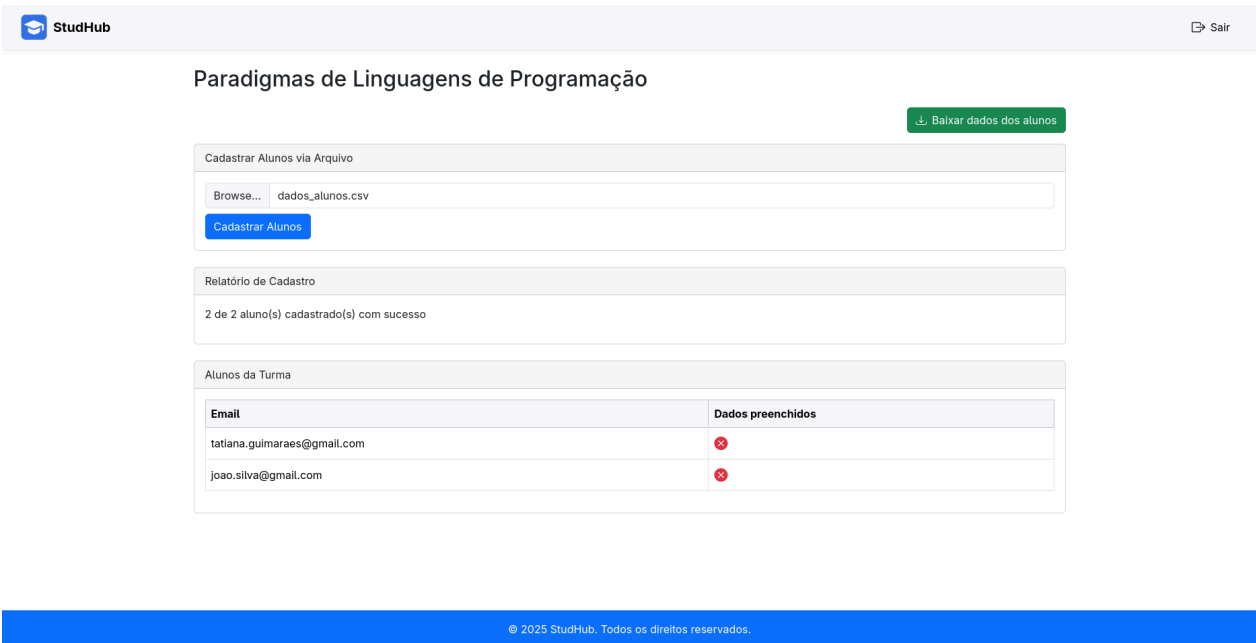 StudHub
Sair
Paradigmas de Linguagens de Programação
Baixar dados dos alunos
Cadastrar Alunos via Arquivo
Browse... dados_alunos.csv
Cadastrar Alunos
Relatório de Cadastro
2 de 2 aluno(s) cadastrado(s) com sucesso
Alunos da Turma
Email Dados preenchidos
tatiana.guimaraes@gmail.com
joao.silva@gmail.com
© 2025 StudHub. Todos os direitos reservados.